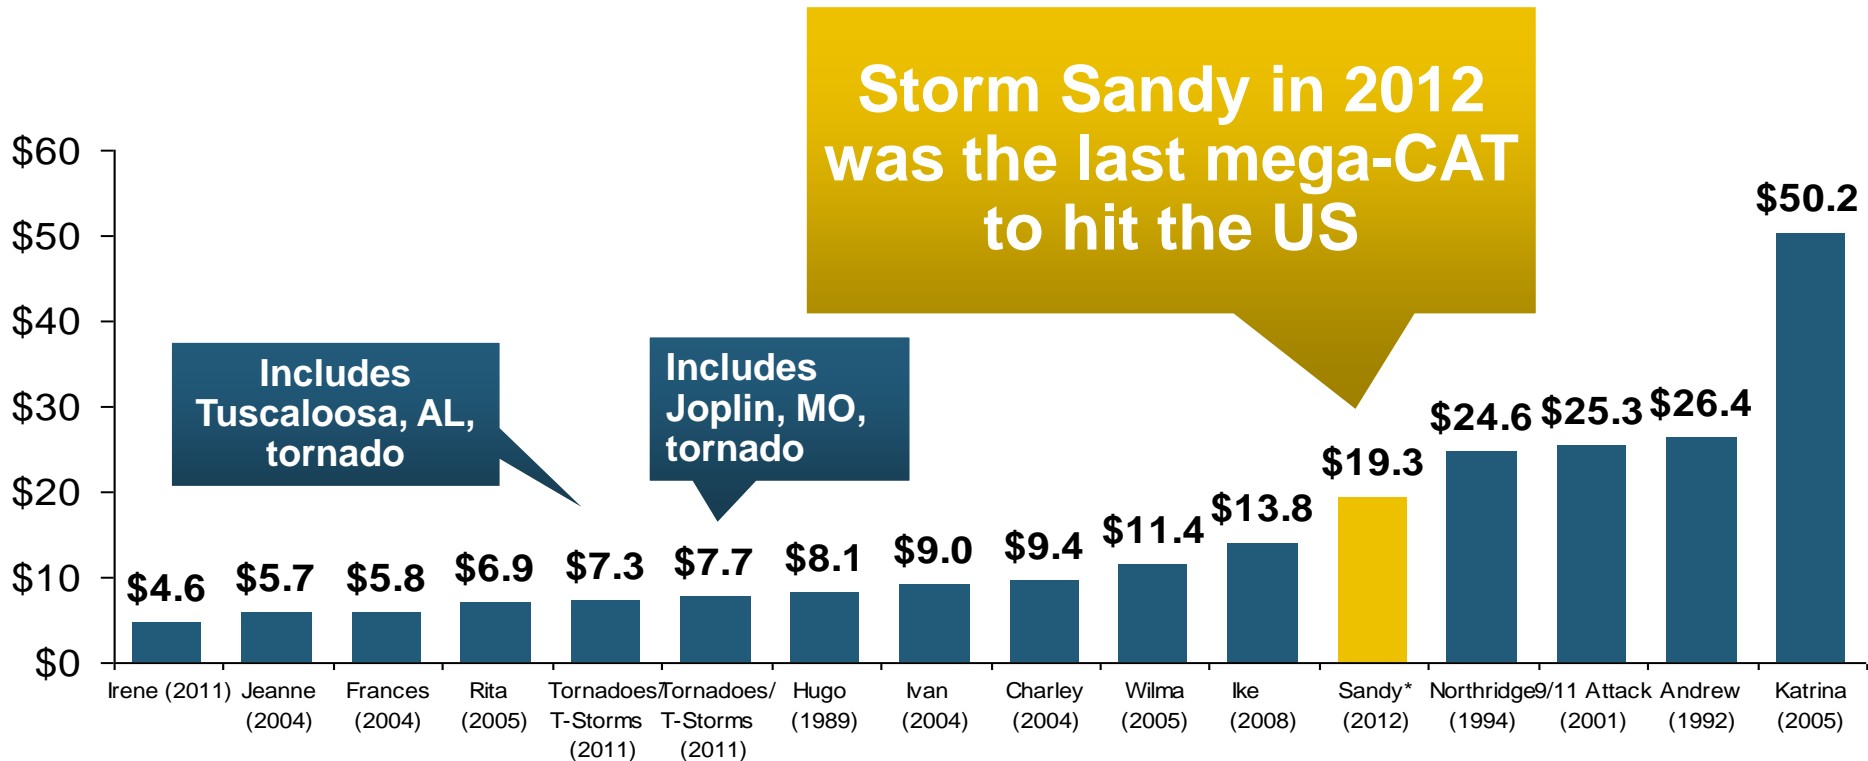 Storm Sandy in 2012
was the last mega-CAT
to hit the US
$60
$50
$40
$30
$20
$10
$0
Includes
Tuscaloosa, AL,
tornado
Includes
Joplin, MO,
tornado
$4.6
$5.7
$5.8
$6.9
$7.3
$7.7
$8.1
$9.0
$9.4
$11.4
$13.8
$19.3
$24.6
$25.3
$26.4
$50.2
Irene (2011)
Jeanne
(2004)
Frances
(2004)
Rita
(2005)
Tornadoes/
T-Storms
(2011)
Tornadoes/
T-Storms
(2011)
Hugo
(1989)
Ivan
(2004)
Charley
(2004)
Wilma
(2005)
Ike
(2008)
Sandy*
(2012)
Northridge
(1994)
9/11 Attack
(2001)
Andrew
(1992)
Katrina
(2005)